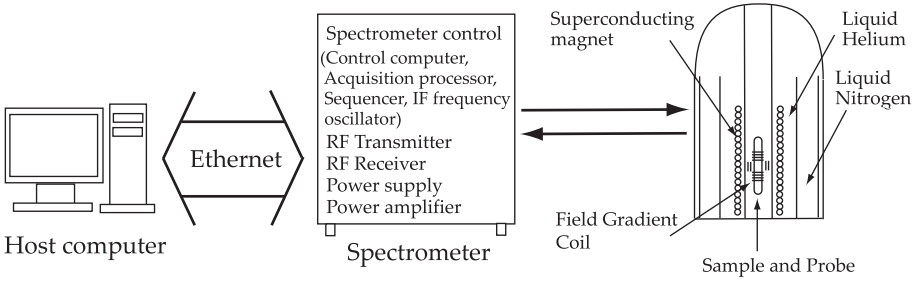 Host computer
Ethernet
Spectrometer control
(Control computer,
Acquisition processor,
Sequencer, IF frequency
oscillator)
RF Transmitter
RF Receiver
Power supply
Power amplifier
Spectrometer
Superconducting
magnet
Liquid
Helium
Liquid
Nitrogen
Field Gradient
Coil
Sample and Probe